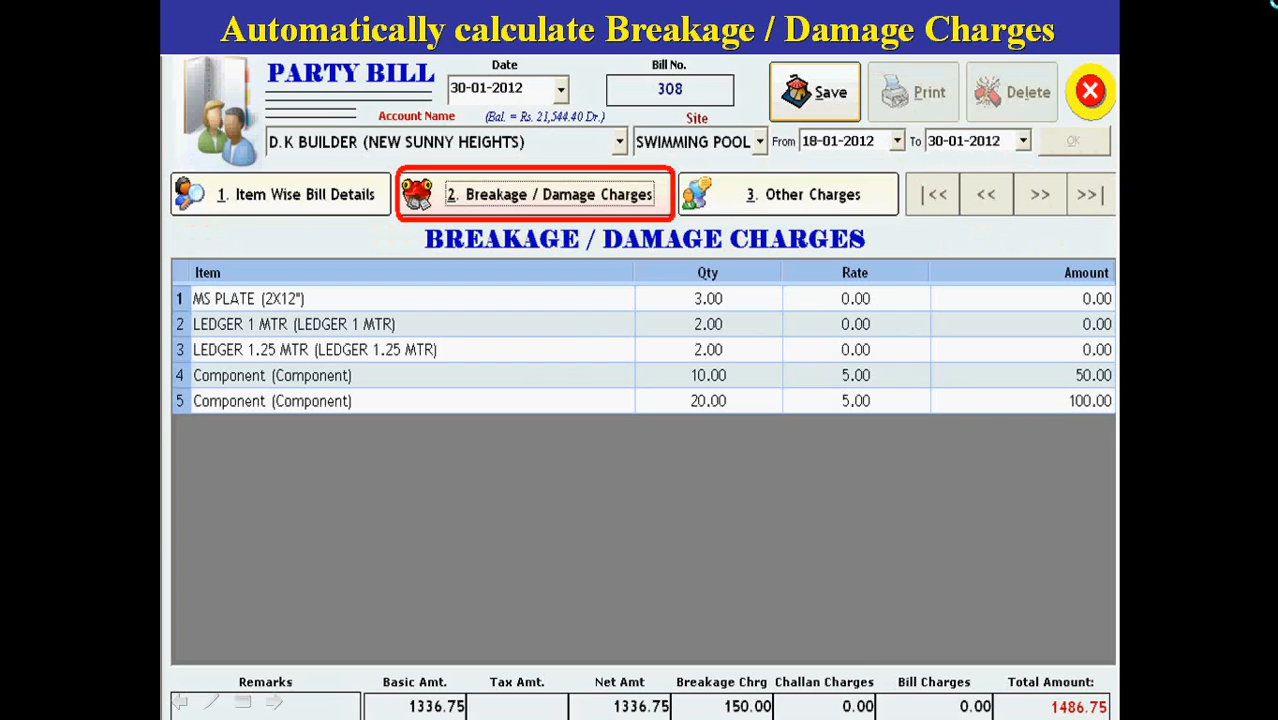 Automatically calculate Breakage / Damage Charges
PARTY BILL
Date
Bill No.
30-01-2012
308
Save
Print
Delete
Account Name
(Bal. = Rs. 21,544.40 Dr.)
Site
D.K BUILDER (NEW SUNNY HEIGHTS)
SWIMMING POOL
From 18-01-2012 To 30-01-2012
OK
1. Item Wise Bill Details
2. Breakage / Damage Charges
3. Other Charges
|<< << >> >>|
BREAKAGE / DAMAGE CHARGES
Item Qty Rate Amount
1 MS PLATE (2X12") 3.00 0.00 0.00
2 LEDGER 1 MTR (LEDGER 1 MTR) 2.00 0.00 0.00
3 LEDGER 1.25 MTR (LEDGER 1.25 MTR) 2.00 0.00 0.00
4 Component (Component) 10.00 5.00 50.00
5 Component (Component) 20.00 5.00 100.00
Remarks Basic Amt. Tax Amt. Net Amt Breakage Chrg Challan Charges Bill Charges Total Amount:
1336.75 1336.75 150.00 0.00 0.00 1486.75